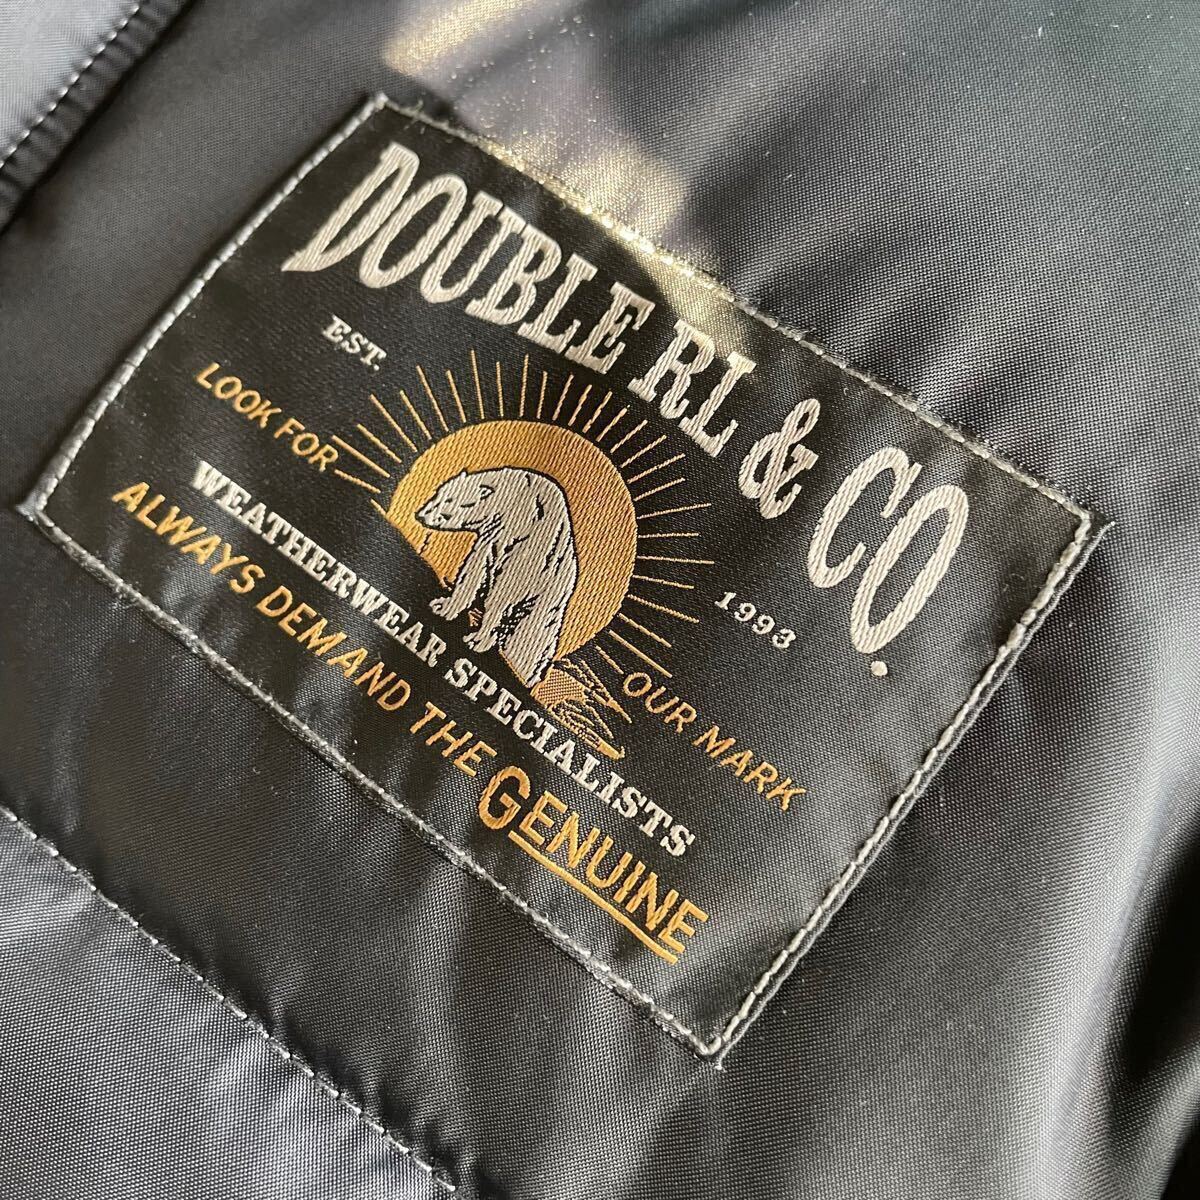 DOUBLE RL & CO.
EST. 1993
LOOK FOR OUR MARK
WEATHERWEAR SPECIALISTS
ALWAYS DEMAND THE GENUINE